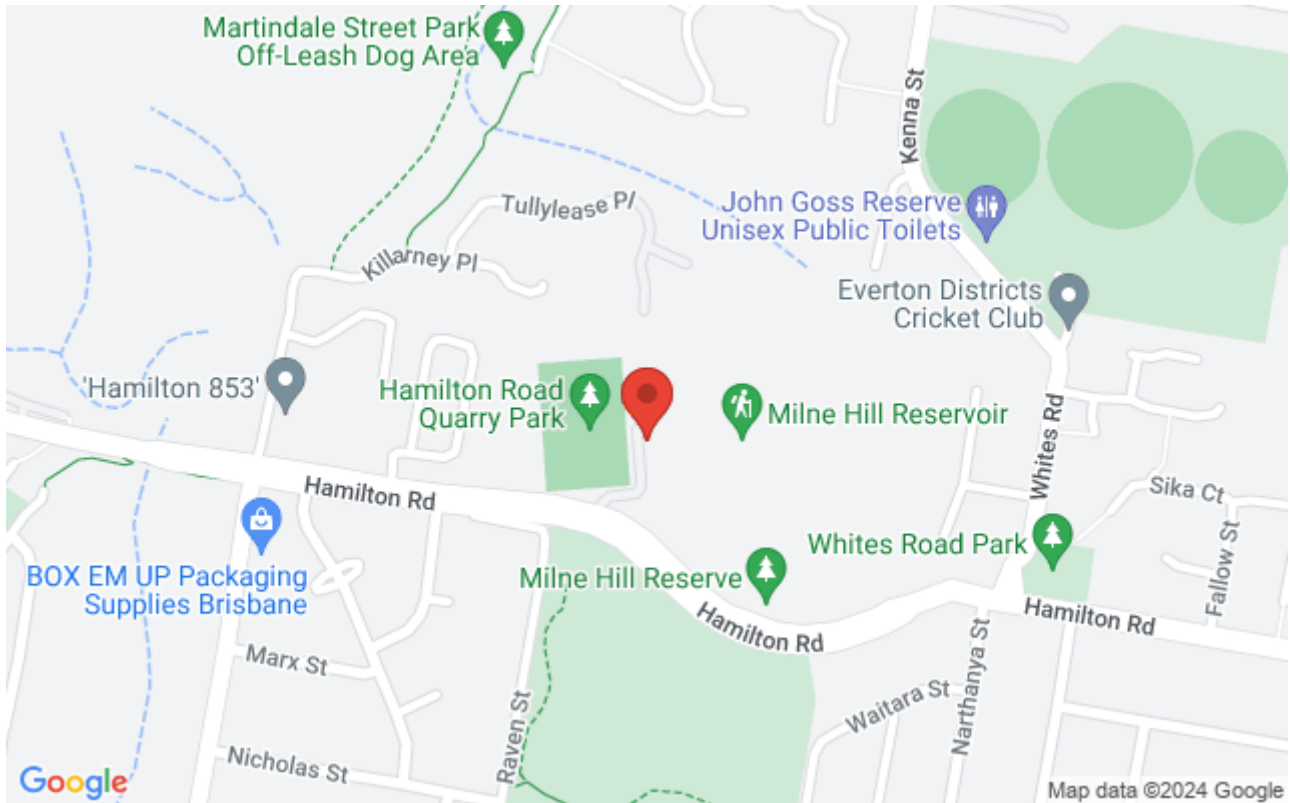 Martindale Street Park
Off-Leash Dog Area
Kenna St
Tullylease Pl
John Goss Reserve
Unisex Public Toilets
Killarney Pl
Everton Districts
Cricket Club
'Hamilton 853'
Hamilton Road
Quarry Park
Milne Hill Reservoir
Whites Rd
Hamilton Rd
Sika Ct
Fallow St
Whites Road Park
BOX EM UP Packaging
Supplies Brisbane
Milne Hill Reserve
Hamilton Rd
Hamilton Rd
Marx St
Narthanya St
Waitara St
Raven St
Nicholas St
Google
Map data ©2024 Google